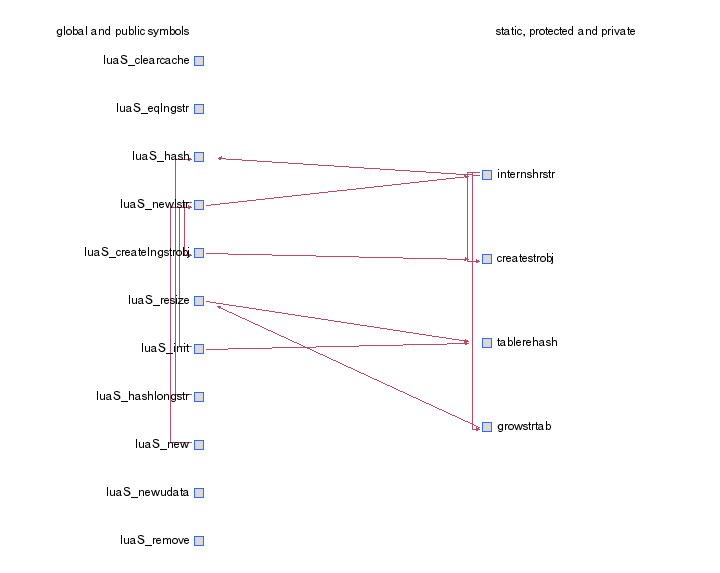 global and public symbols
static, protected and private
luaS_clearcache
luaS_eqlngstr
luaS_hash
internshrstr
luaS_newlstr
luaS_createlngstrobj
createstrobj
luaS_resize
tablerehash
luaS_init
luaS_hashlongstr
growstrtab
luaS_new
luaS_newudata
luaS_remove